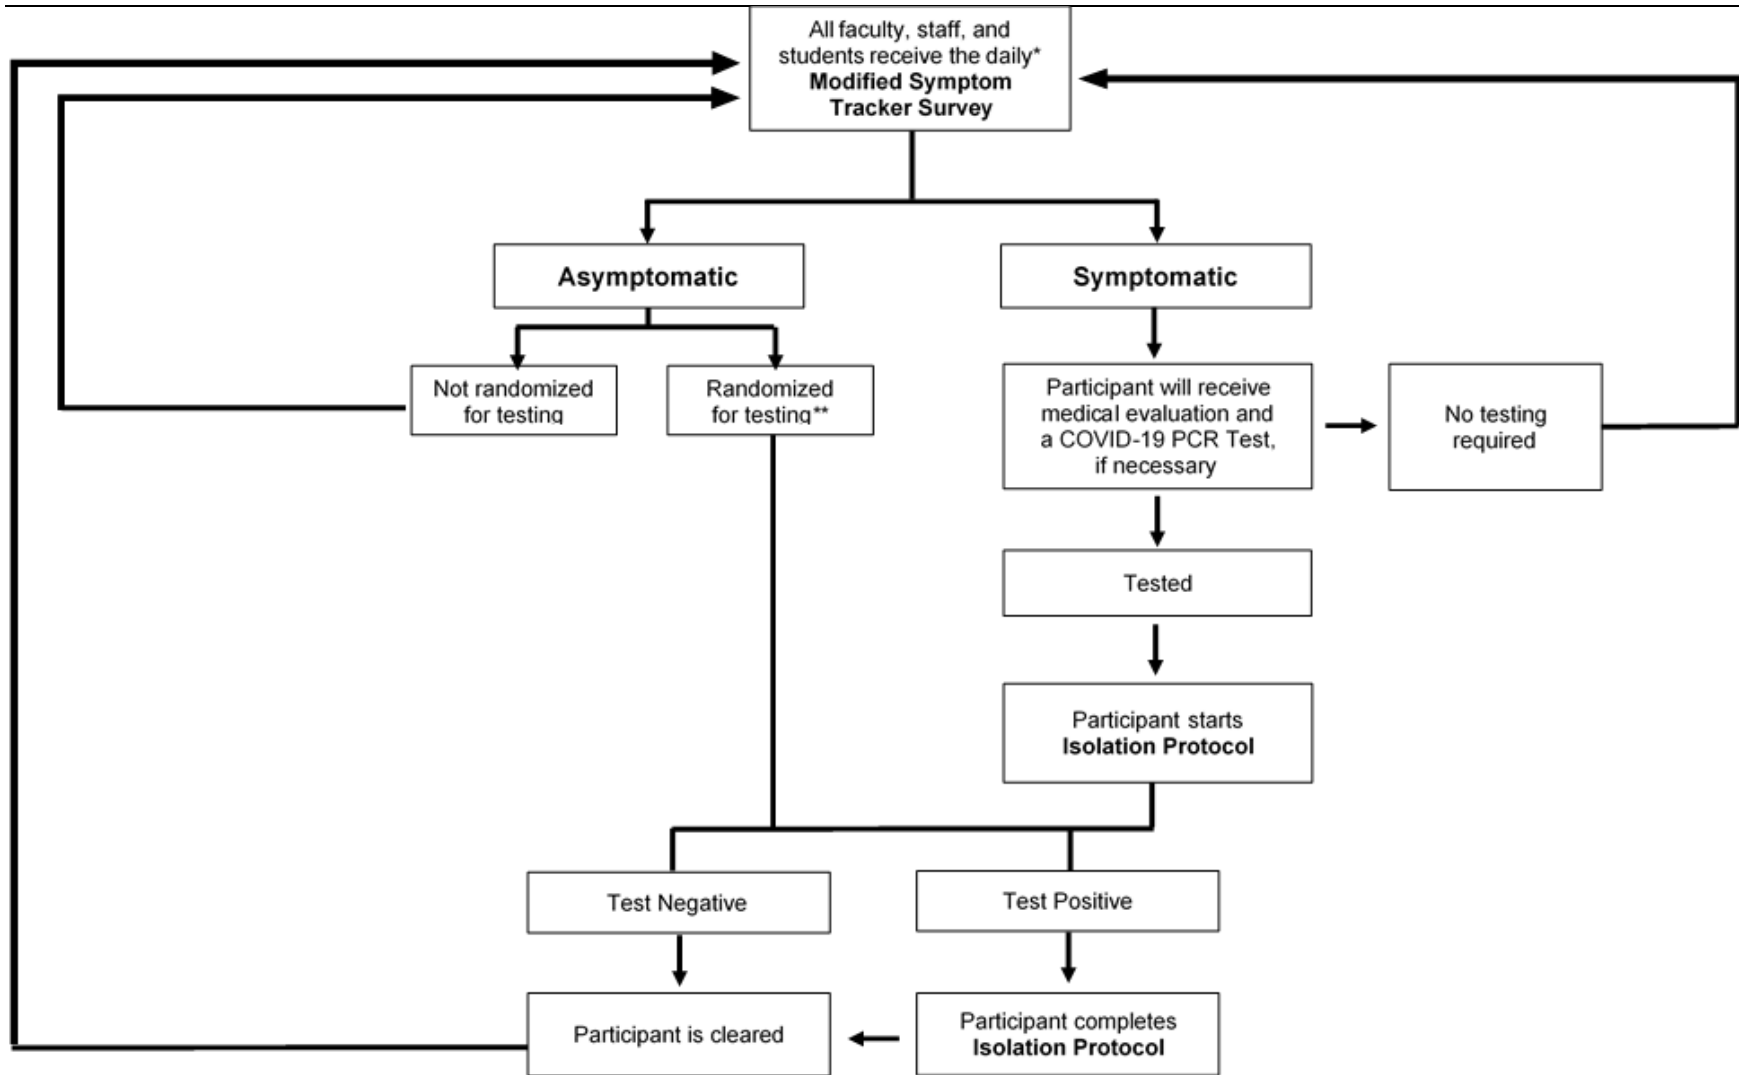 All faculty, staff, and
students receive the daily*
Modified Symptom
Tracker Survey
Asymptomatic
Symptomatic
Not randomized
for testing
Randomized
for testing**
Participant will receive
medical evaluation and
a COVID-19 PCR Test,
if necessary
No testing
required
Tested
Participant starts
Isolation Protocol
Test Negative
Test Positive
Participant is cleared
Participant completes
Isolation Protocol